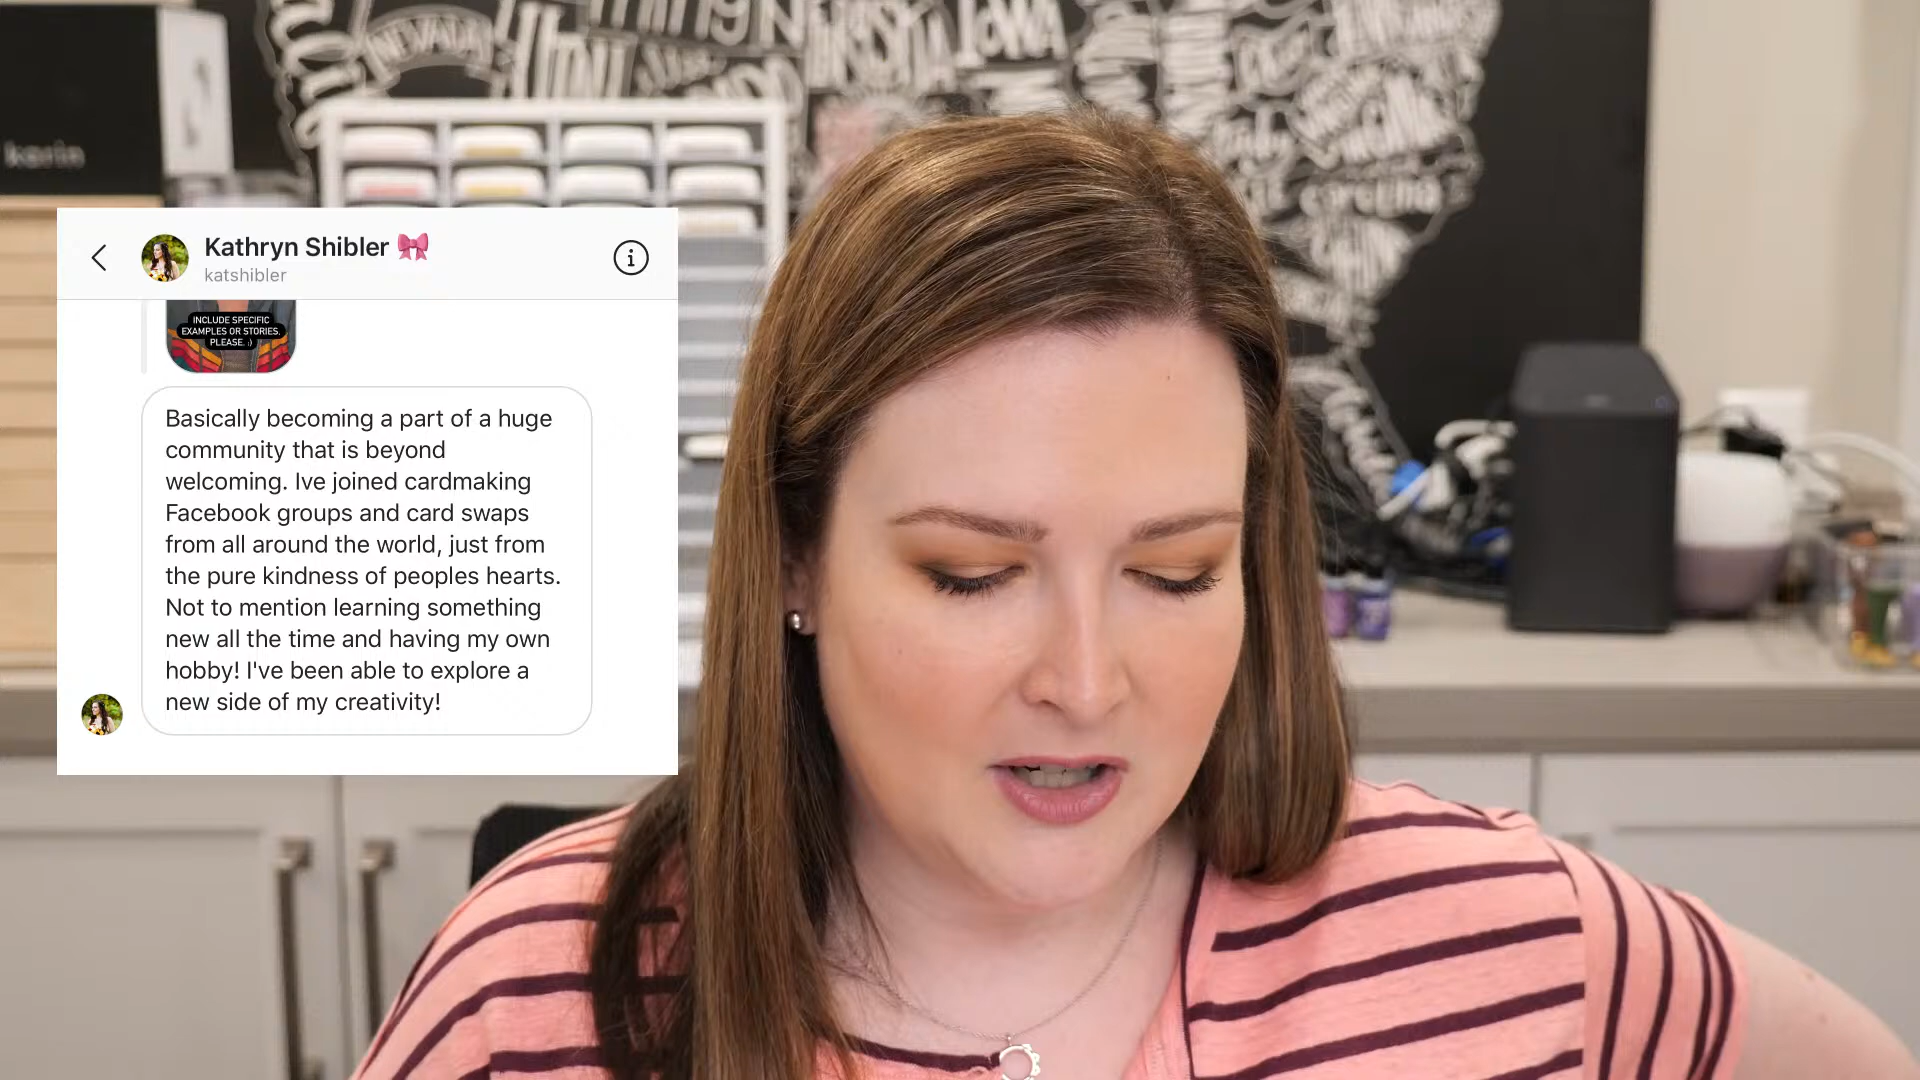 NEVADA
IOWA
CAROLINA
karin
Kathryn Shibler 🎀
katshibler
INCLUDE SPECIFIC
EXAMPLES OR STORIES,
PLEASE. :)
Basically becoming a part of a huge
community that is beyond
welcoming. Ive joined cardmaking
Facebook groups and card swaps
from all around the world, just from
the pure kindness of peoples hearts.
Not to mention learning something
new all the time and having my own
hobby! I've been able to explore a
new side of my creativity!